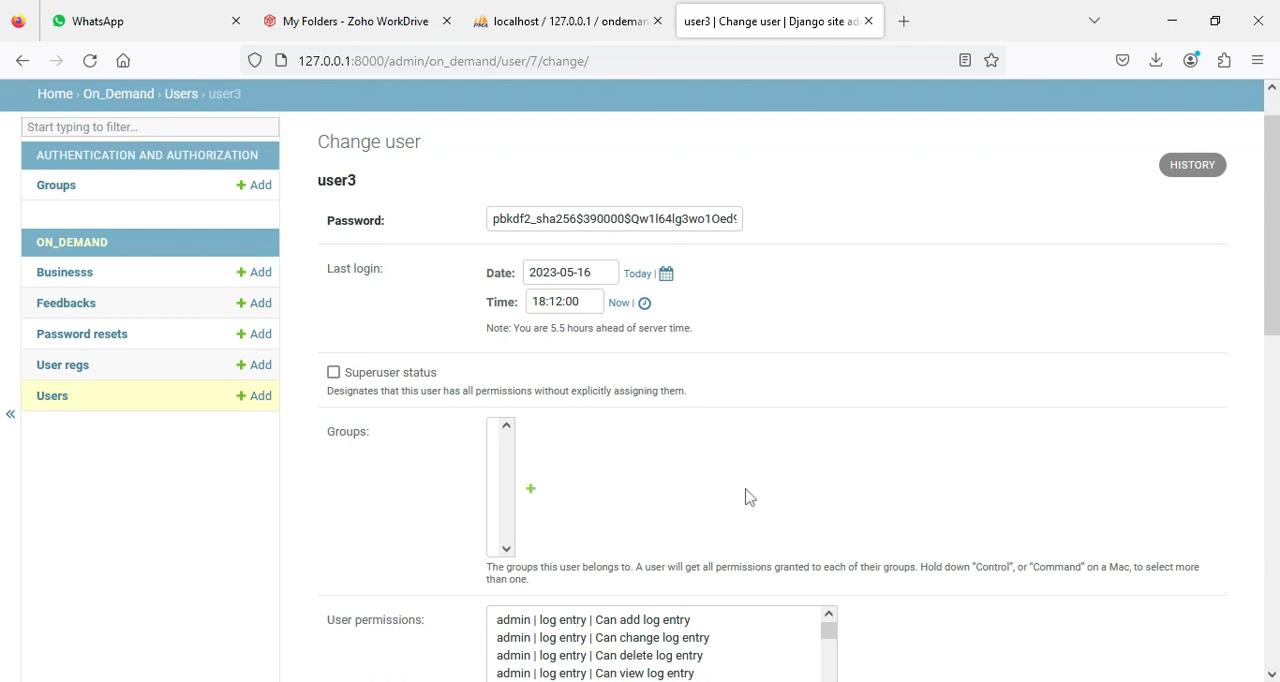 WhatsApp
My Folders - Zoho WorkDrive
localhost / 127.0.0.1 / ondeman
user3 | Change user | Django site ad
127.0.0.1:8000/admin/on_demand/user/7/change/
Home › On_Demand › Users › user3
Start typing to filter...
AUTHENTICATION AND AUTHORIZATION
Groups
Add
ON_DEMAND
Businesss
Add
Feedbacks
Add
Password resets
Add
User regs
Add
Users
Add
«
Change user
HISTORY
user3
Password:
pbkdf2_sha256$390000$Qw1l64lg3wo1Oed9
Last login:
Date: 2023-05-16 Today |
Time: 18:12:00 Now |
Note: You are 5.5 hours ahead of server time.
Superuser status
Designates that this user has all permissions without explicitly assigning them.
Groups:
The groups this user belongs to. A user will get all permissions granted to each of their groups. Hold down “Control”, or “Command” on a Mac, to select more
than one.
User permissions:
admin | log entry | Can add log entry
admin | log entry | Can change log entry
admin | log entry | Can delete log entry
admin | log entry | Can view log entry